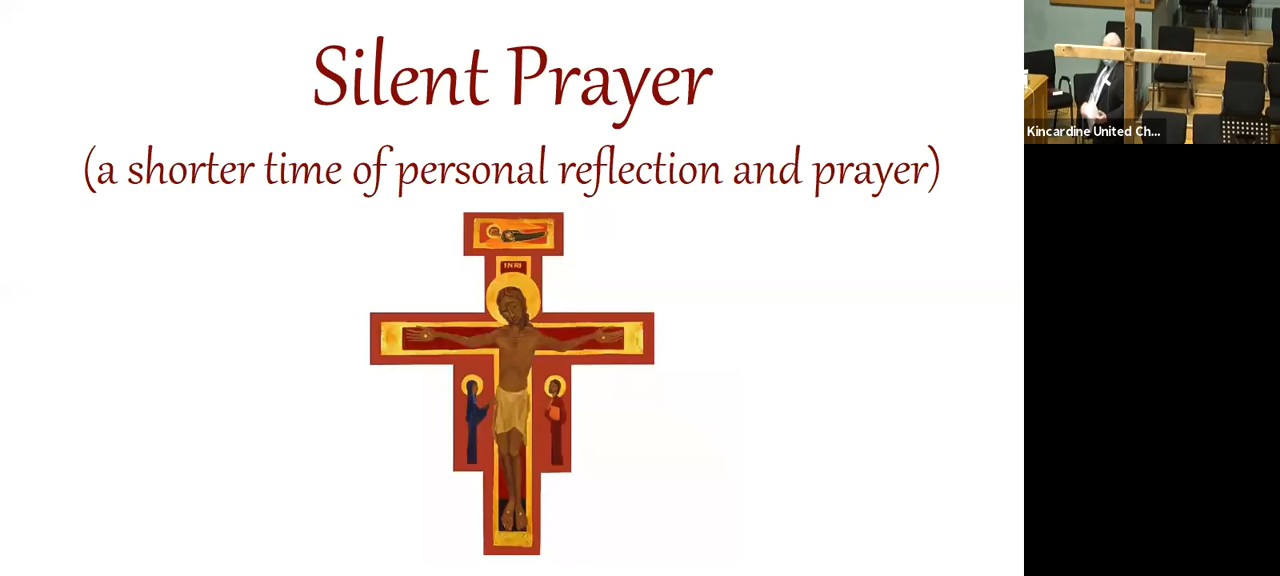 Silent Prayer
(a shorter time of personal reflection and prayer)
INRI
Kincardine United Ch...